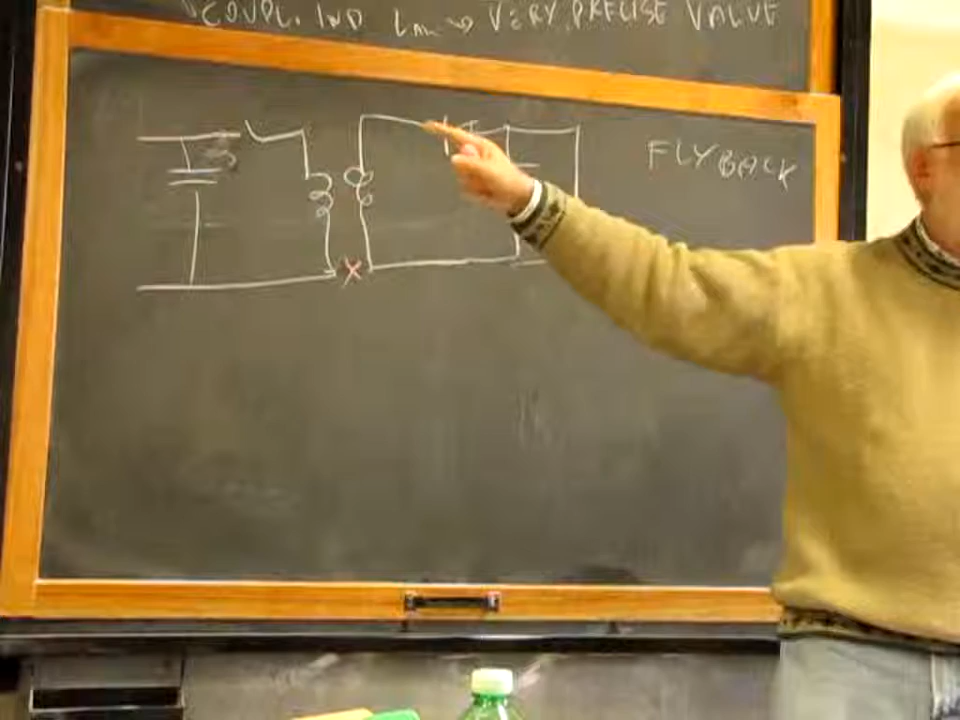 COUPL. IND Lm → VERY PRECISE VALUE
FLYBACK